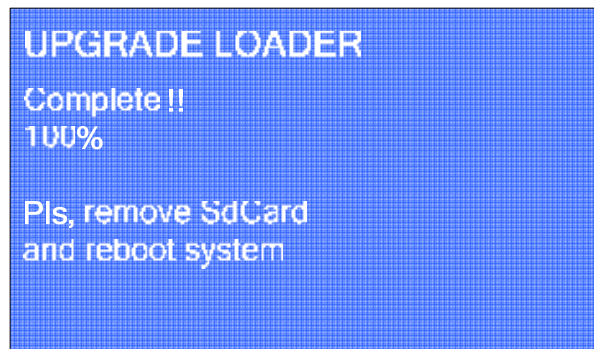 UPGRADE LOADER
Complete !!
100%
Pls, remove SdCard
and reboot system